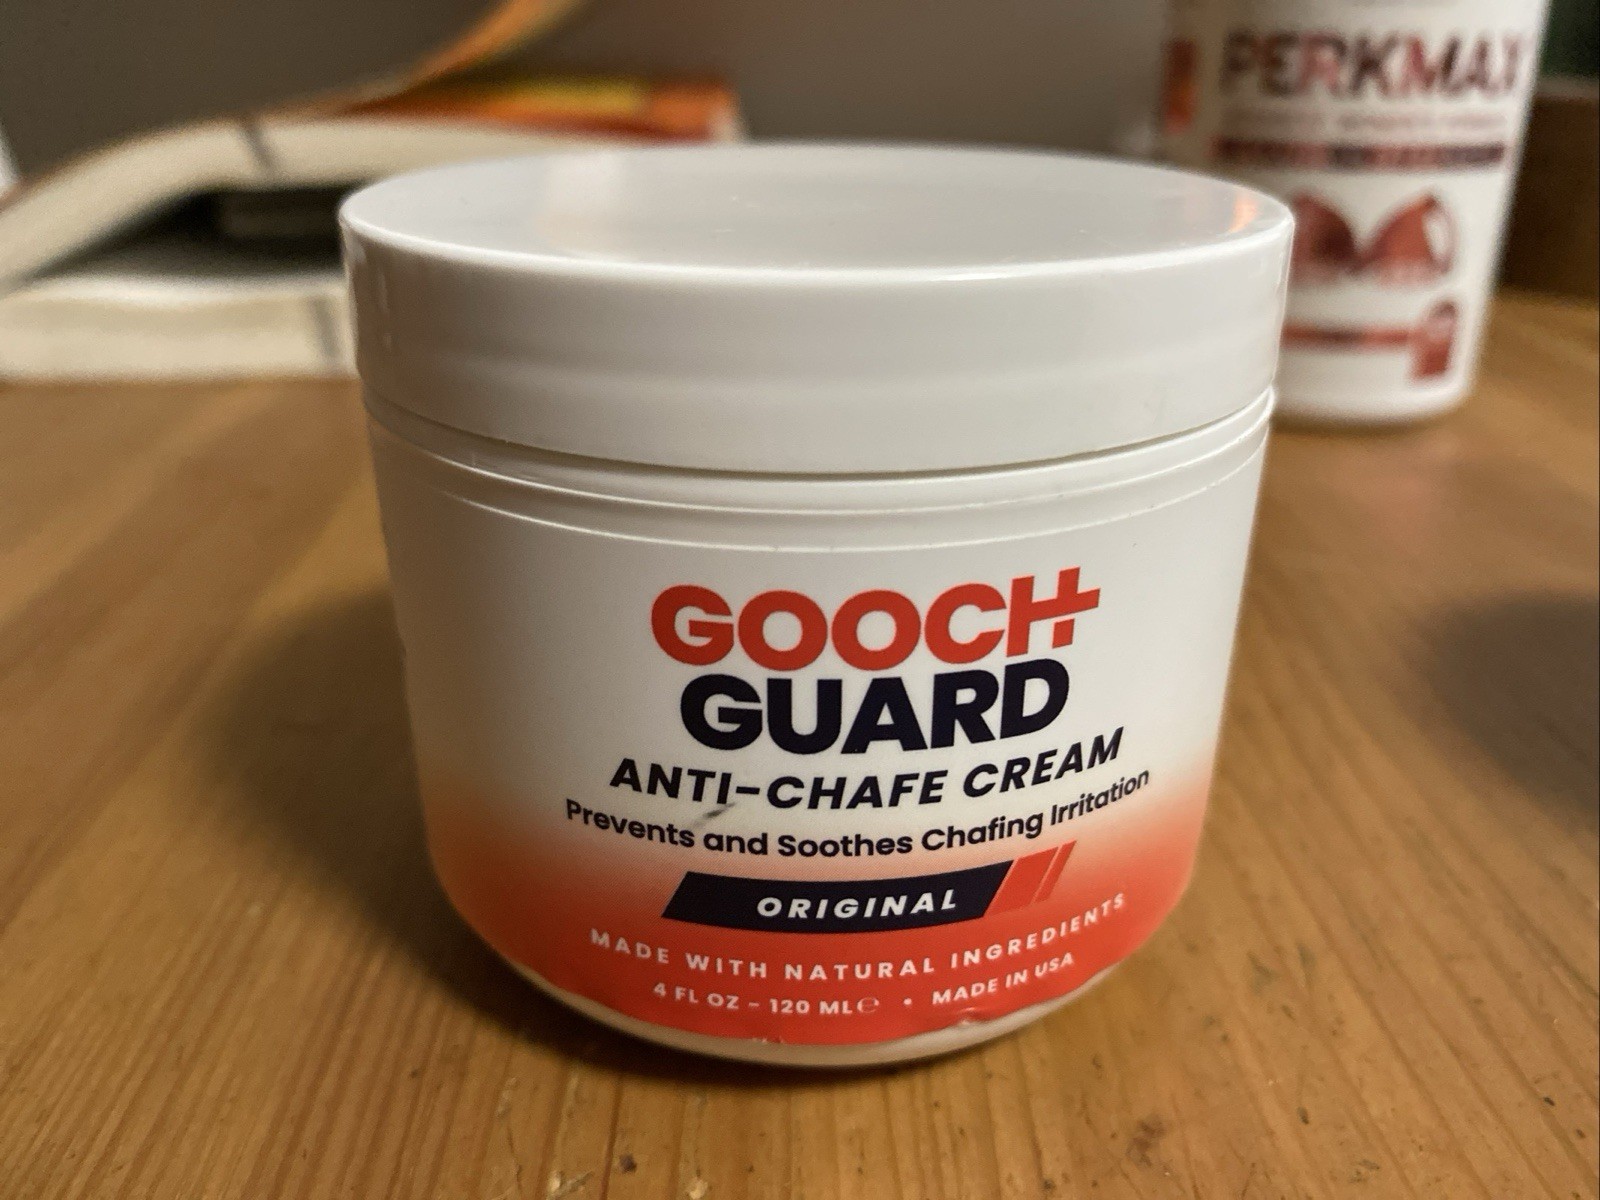 PERKMAX
GOOCH
GUARD
ANTI-CHAFE CREAM
Prevents and Soothes Chafing Irritation
ORIGINAL
MADE WITH NATURAL INGREDIENTS
4 FL OZ - 120 ML℮ • MADE IN USA